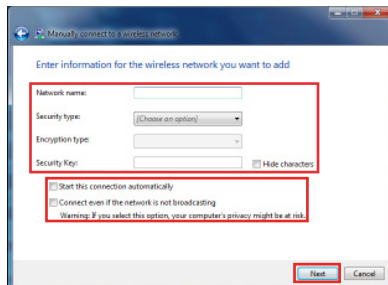 Manually connect to a wireless network
Enter information for the wireless network you want to add
Network name:
Security type: [Choose an option]
Encryption type:
Security Key: Hide characters
Start this connection automatically
Connect even if the network is not broadcasting
Warning: If you select this option, your computer's privacy might be at risk.
Next Cancel